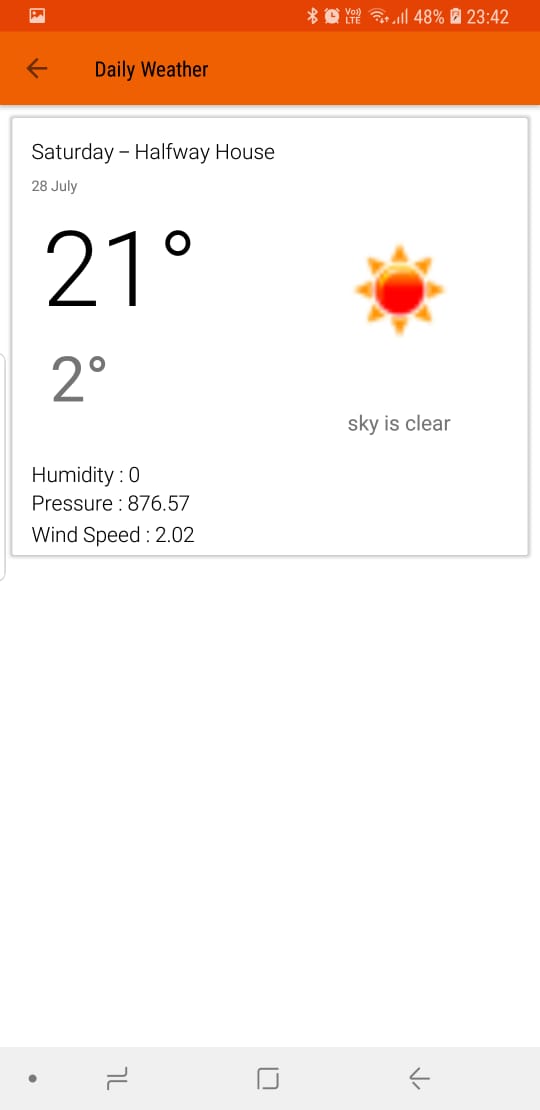 Vo)) LTE 48% 23:42
Daily Weather
Saturday – Halfway House
28 July
21°
2°
sky is clear
Humidity : 0
Pressure : 876.57
Wind Speed : 2.02